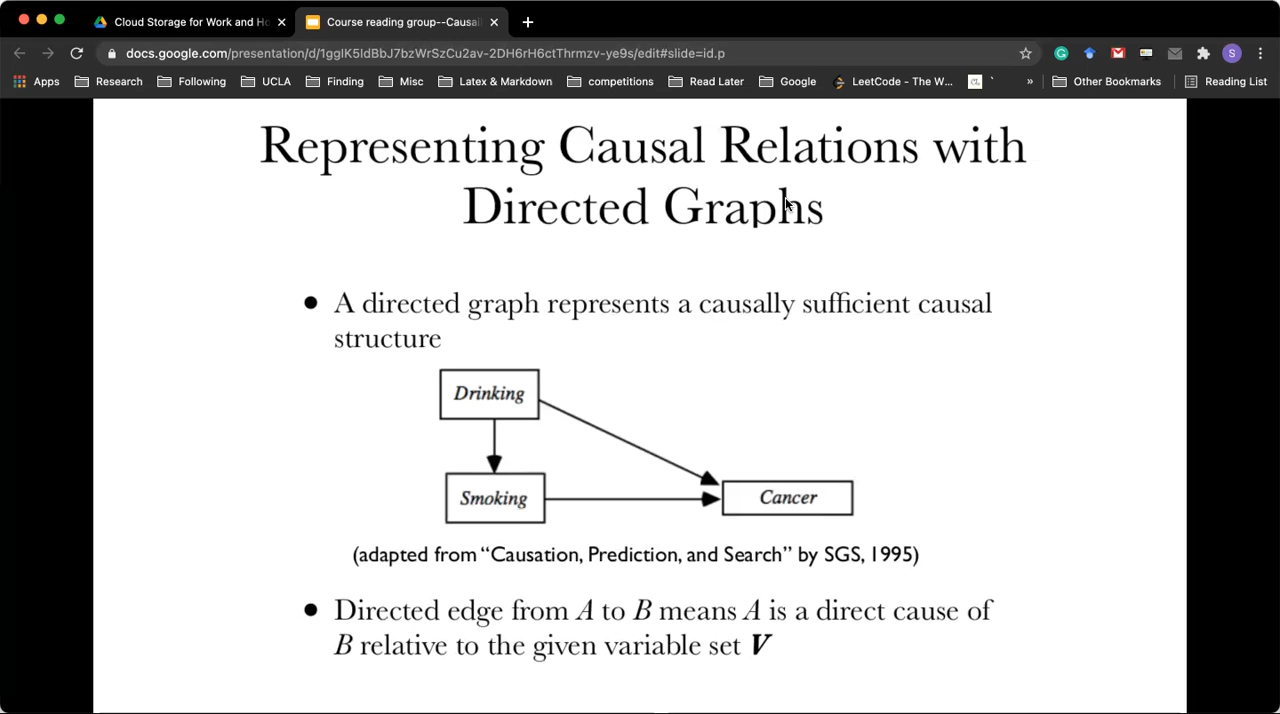 Cloud Storage for Work and Ho
Course reading group--Causal
docs.google.com/presentation/d/1ggIK5IdBbJ7bzWrSzCu2av-2DH6rH6ctThrmzv-ye9s/edit#slide=id.p
S
Apps Research Following UCLA Finding Misc Latex & Markdown competitions Read Later Google LeetCode - The W... CL » Other Bookmarks Reading List
Representing Causal Relations with
Directed Graphs
• A directed graph represents a causally sufficient causal
structure
Drinking
Smoking
Cancer
(adapted from “Causation, Prediction, and Search” by SGS, 1995)
• Directed edge from A to B means A is a direct cause of
B relative to the given variable set V